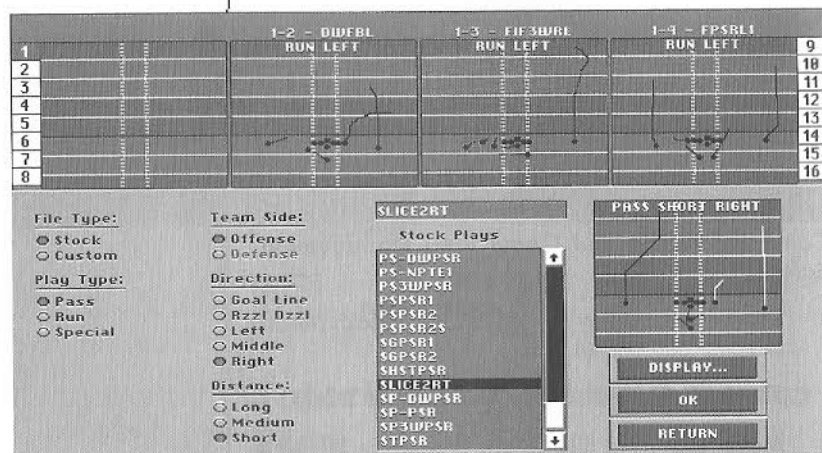 1-2 - DWFBL
1-3 - FIF3WRL
1-4 - FPSRL1
RUN LEFT
RUN LEFT
RUN LEFT
1
2
3
4
5
6
7
8
9
10
11
12
13
14
15
16
File Type:
Stock
Custom
Play Type:
Pass
Run
Special
Team Side:
Offense
Defense
Direction:
Goal Line
Rzzl Dzzl
Left
Middle
Right
Distance:
Long
Medium
Short
SLICE2RT
Stock Plays
PS-DWPSR
PS-NPTE1
PS3WPSR
PSPSR1
PSPSR2
PSPSR2S
SGPSR1
SGPSR2
SHSTPSR
SLICE2RT
SP-DWPSR
SP-PSR
SP3WPSR
STPSR
PASS SHORT RIGHT
DISPLAY...
OK
RETURN